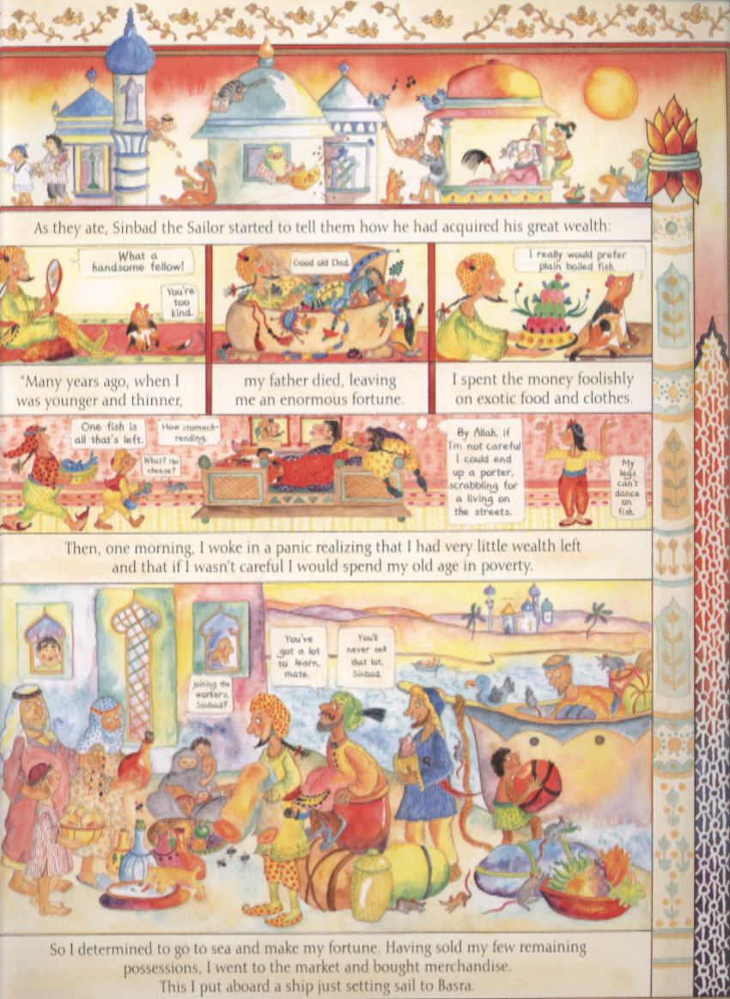 As they ate, Sinbad the Sailor started to tell them how he had acquired his great wealth:
What a
handsome fellow!
You're
too
kind.
"Many years ago, when I
was younger and thinner,
Good old Dad.
my father died, leaving
me an enormous fortune.
I really would prefer
plain boiled fish.
I spent the money foolishly
on exotic food and clothes.
One fish is
all that's left.
How stomach-
rending.
What? No
cheese?
By Allah, if
I'm not careful
I could end
up a porter,
scrabbling for
a living on
the streets.
My
legs
can't
dance
on
fish.
Then, one morning, I woke in a panic realizing that I had very little wealth left
and that if I wasn't careful I would spend my old age in poverty.
Joining the
workers,
Sinbad?
You've
got a lot
to learn,
mate.
You'll
never sell
that lot,
Sinbad.
So I determined to go to sea and make my fortune. Having sold my few remaining
possessions, I went to the market and bought merchandise.
This I put aboard a ship just setting sail to Basra.